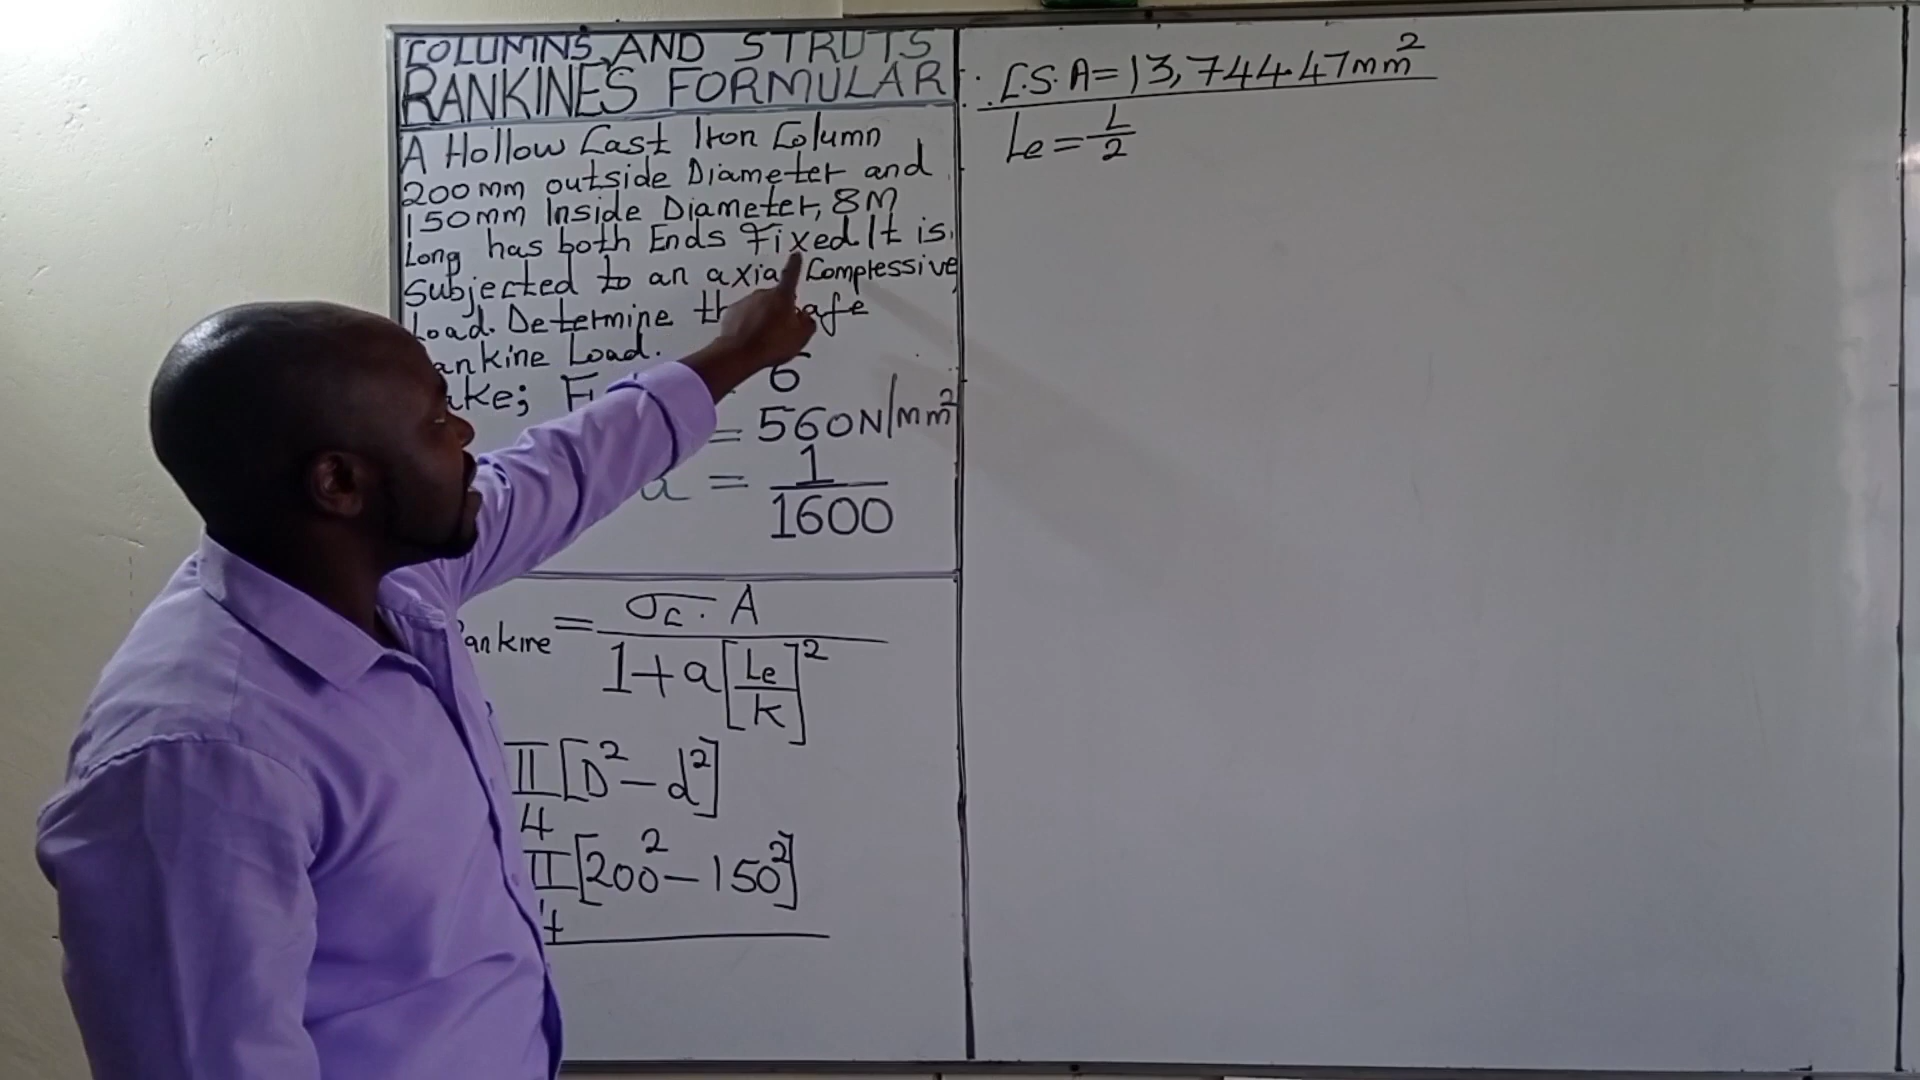 COLUMNS AND STRUTS
RANKINES FORMULAR
A Hollow Cast Iron Column
200mm outside Diameter and
150mm Inside Diameter, 8M
Long has both Ends Fixed It is
Subjected to an axial Compressive
Load. Determine the Safe
Rankine Load.
Take; 6
= 560N/mm²
a = 1/1600
Rankine = σc. A / 1+a[Le/k]²
π/4 [D² - d²]
π/4 [200² - 150²]
∴ C.S.A = 13,744.47mm²
Le = L/2